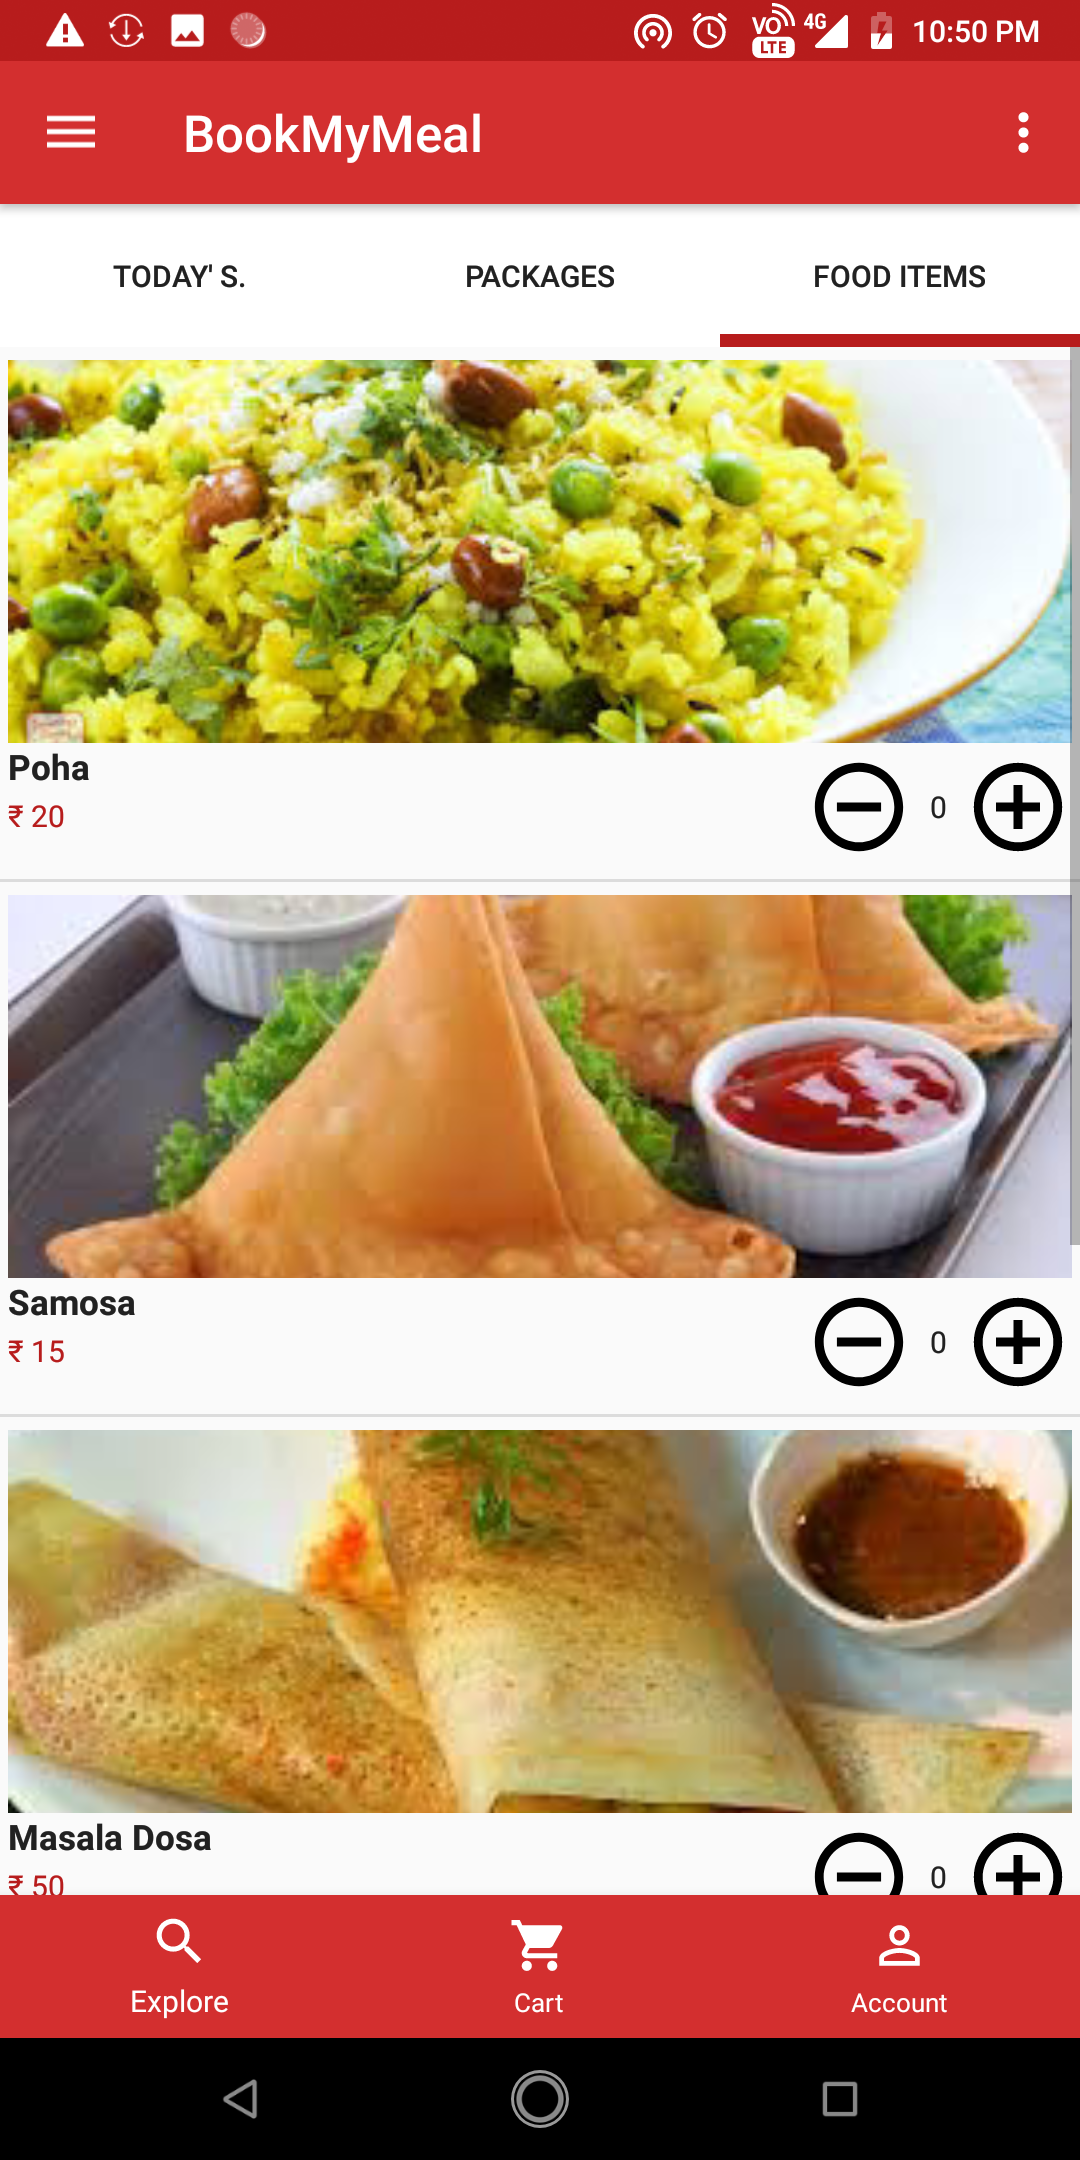 VO 4G 10:50 PM
LTE
BookMyMeal
TODAY' S. PACKAGES FOOD ITEMS
Poha
₹ 20
0
Samosa
₹ 15
0
Masala Dosa
₹ 50
0
Explore Cart Account